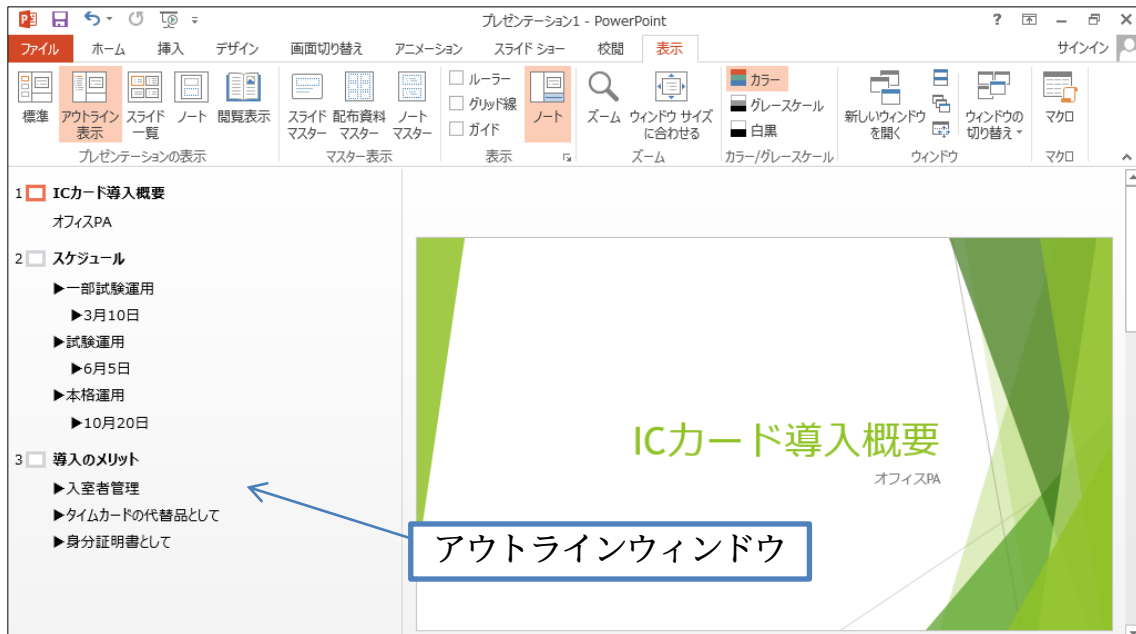 プレゼンテーション1 - PowerPoint
ファイル ホーム 挿入 デザイン 画面切り替え アニメーション スライド ショー 校閲 表示 サインイン
標準
アウトライン表示
スライド一覧
ノート
閲覧表示
プレゼンテーションの表示
スライドマスター
配布資料マスター
ノートマスター
マスター表示
ルーラー
グリッド線
ガイド
ノート
表示
ズーム
ウィンドウ サイズに合わせる
ズーム
カラー
グレースケール
白黒
カラー/グレースケール
新しいウィンドウを開く
ウィンドウの切り替え
ウィンドウ
マクロ
マクロ
1 ICカード導入概要
オフィスPA
2 スケジュール
▶一部試験運用
▶3月10日
▶試験運用
▶6月5日
▶本格運用
▶10月20日
3 導入のメリット
▶入室者管理
▶タイムカードの代替品として
▶身分証明書として
ICカード導入概要
オフィスPA
アウトラインウィンドウ